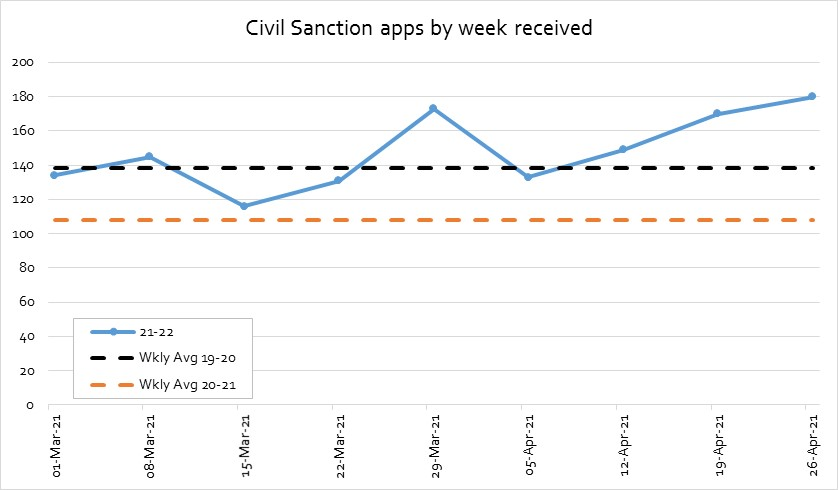 Civil Sanction apps by week received
200
180
160
140
120
100
80
60
40
20
0
21-22
Wkly Avg 19-20
Wkly Avg 20-21
01-Mar-21
08-Mar-21
15-Mar-21
22-Mar-21
29-Mar-21
05-Apr-21
12-Apr-21
19-Apr-21
26-Apr-21